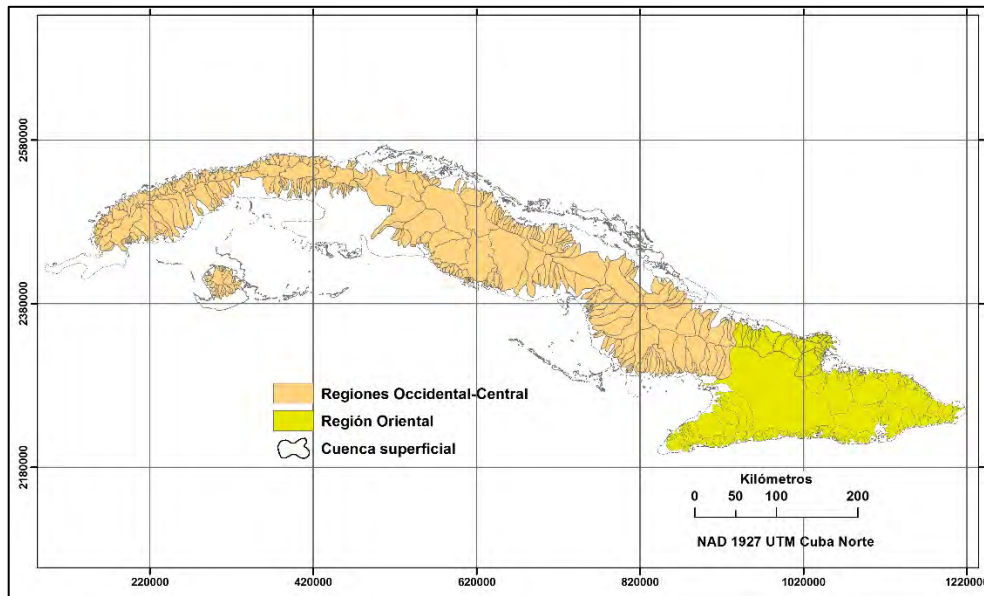 2580000
2380000
2180000
Regiones Occidental-Central
Región Oriental
Cuenca superficial
Kilómetros
0 50 100 200
NAD 1927 UTM Cuba Norte
220000 420000 620000 820000 1020000 1220000